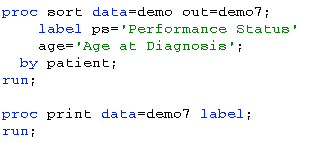 proc sort data=demo out=demo7;
label ps='Performance Status'
age='Age at Diagnosis';
by patient;
run;
proc print data=demo7 label;
run;